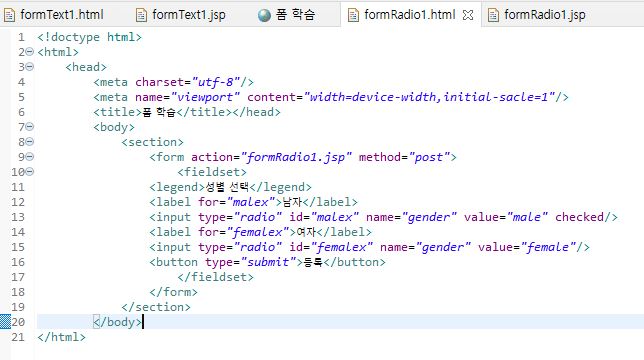 formText1.html formText1.jsp 폼 학습 formRadio1.html formRadio1.jsp
1 <!doctype html>
2 <html>
3 <head>
4 <meta charset="utf-8"/>
5 <meta name="viewport" content="width=device-width,initial-sacle=1"/>
6 <title>폼 학습</title></head>
7 <body>
8 <section>
9 <form action="formRadio1.jsp" method="post">
10 <fieldset>
11 <legend>성별 선택</legend>
12 <label for="malex">남자</label>
13 <input type="radio" id="malex" name="gender" value="male" checked/>
14 <label for="femalex">여자</label>
15 <input type="radio" id="femalex" name="gender" value="female"/>
16 <button type="submit">등록</button>
17 </fieldset>
18 </form>
19 </section>
20 </body>
21 </html>